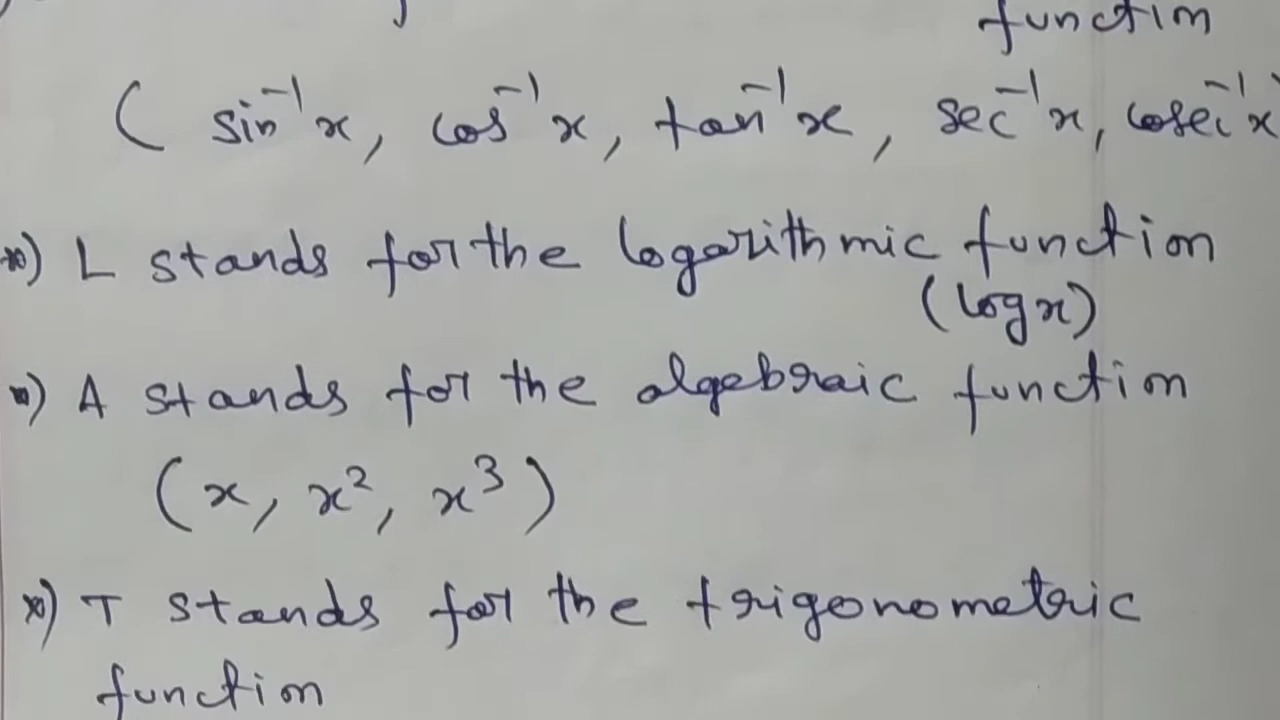 function
( sin⁻¹x, cos⁻¹x, tan⁻¹x, sec⁻¹x, cosec⁻¹x
*) L stands for the logarithmic function
(log x)
*) A stands for the algebraic function
(x, x², x³)
*) T stands for the trigonometric
function